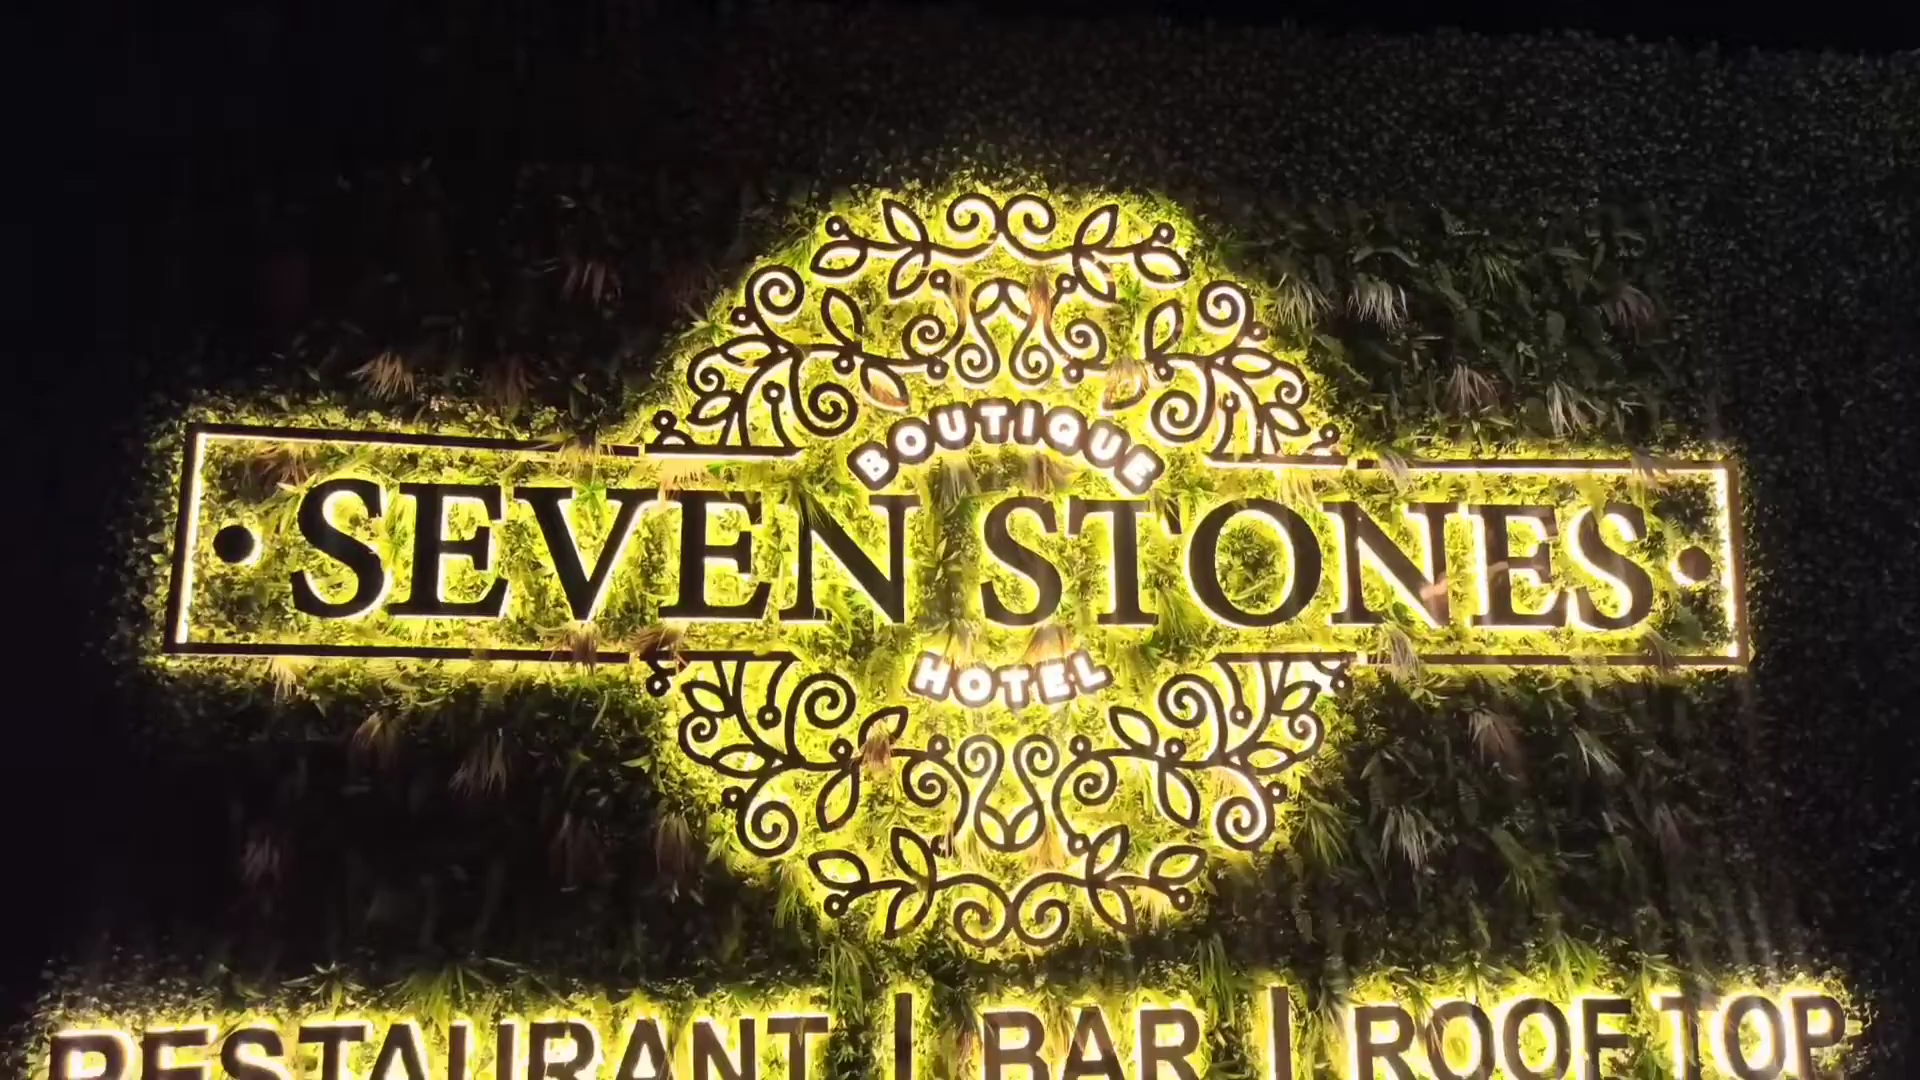 BOUTIQUE
• SEVEN STONES •
HOTEL
RESTAURANT | BAR | ROOF TOP